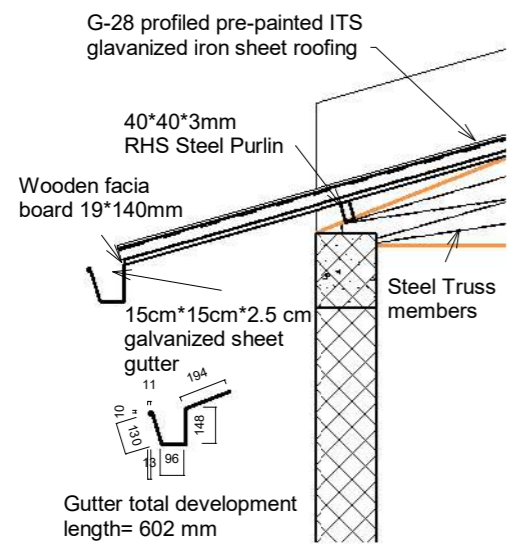 G-28 profiled pre-painted ITS
glavanized iron sheet roofing
40*40*3mm
RHS Steel Purlin
Wooden facia
board 19*140mm
Steel Truss
members
15cm*15cm*2.5 cm
galvanized sheet
gutter
194
11
10
130
148
13
96
Gutter total development
length= 602 mm